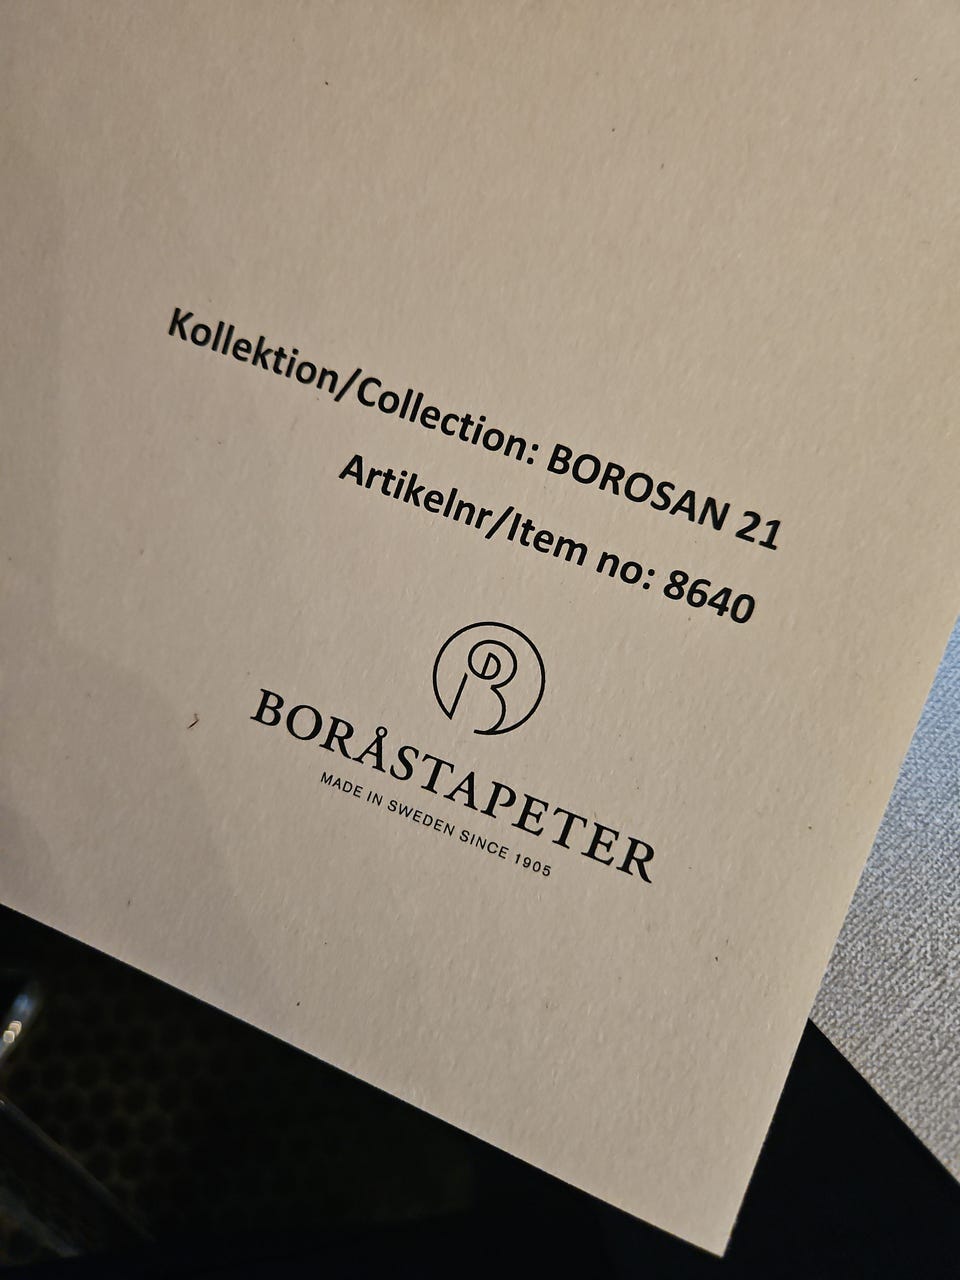 Kollektion/Collection: BOROSAN 21
Artikelnr/Item no: 8640
BORÅSTAPETER
MADE IN SWEDEN SINCE 1905